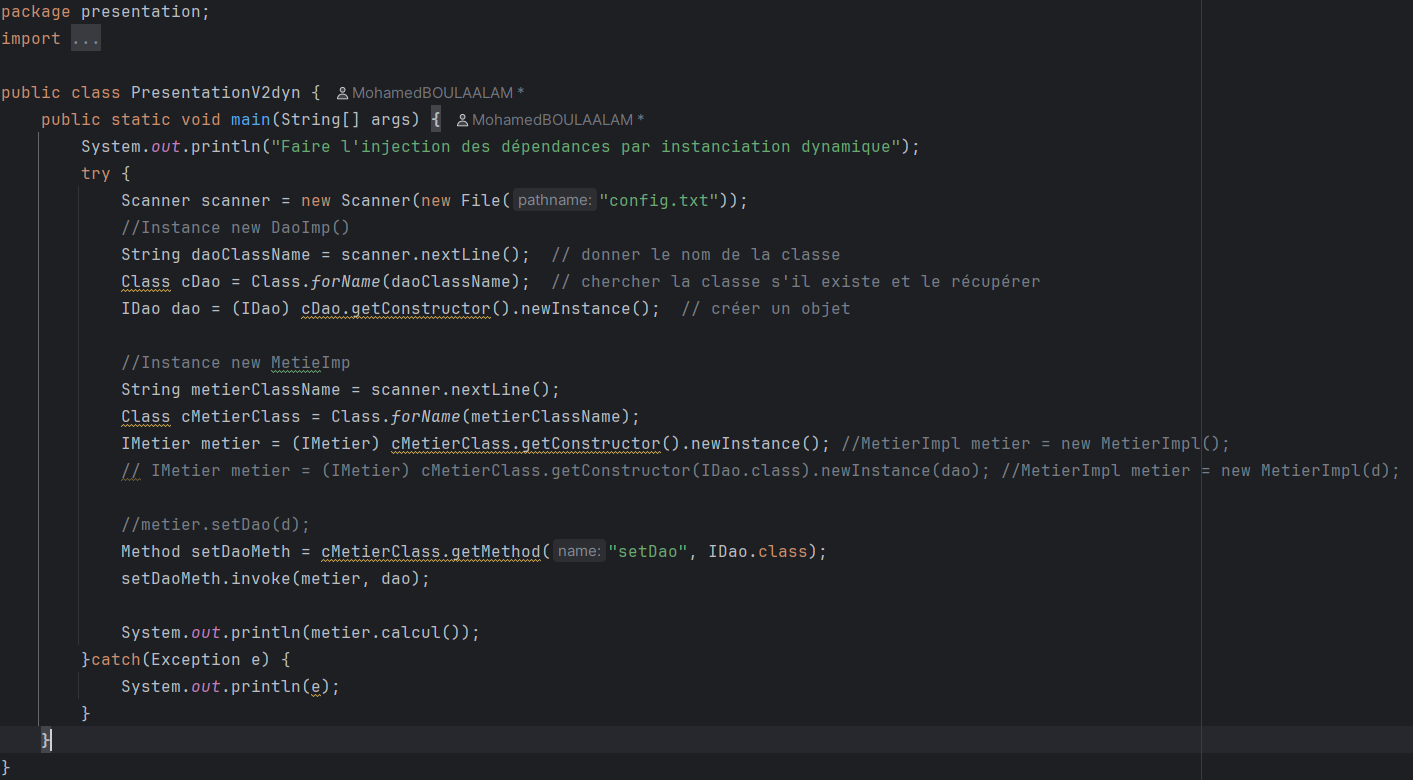 package presentation;
import ...
public class PresentationV2dyn { MohamedBOULAALAM *
public static void main(String[] args) { MohamedBOULAALAM *
System.out.println("Faire l'injection des dépendances par instanciation dynamique");
try {
Scanner scanner = new Scanner(new File( pathname: "config.txt"));
//Instance new DaoImp()
String daoClassName = scanner.nextLine();  // donner le nom de la classe
Class cDao = Class.forName(daoClassName);  // chercher la classe s'il existe et le récupérer
IDao dao = (IDao) cDao.getConstructor().newInstance();  // créer un objet
//Instance new MetieImp
String metierClassName = scanner.nextLine();
Class cMetierClass = Class.forName(metierClassName);
IMetier metier = (IMetier) cMetierClass.getConstructor().newInstance(); //MetierImpl metier = new MetierImpl();
// IMetier metier = (IMetier) cMetierClass.getConstructor(IDao.class).newInstance(dao); //MetierImpl metier = new MetierImpl(d);
//metier.setDao(d);
Method setDaoMeth = cMetierClass.getMethod( name: "setDao", IDao.class);
setDaoMeth.invoke(metier, dao);
System.out.println(metier.calcul());
}catch(Exception e) {
System.out.println(e);
}
}
}